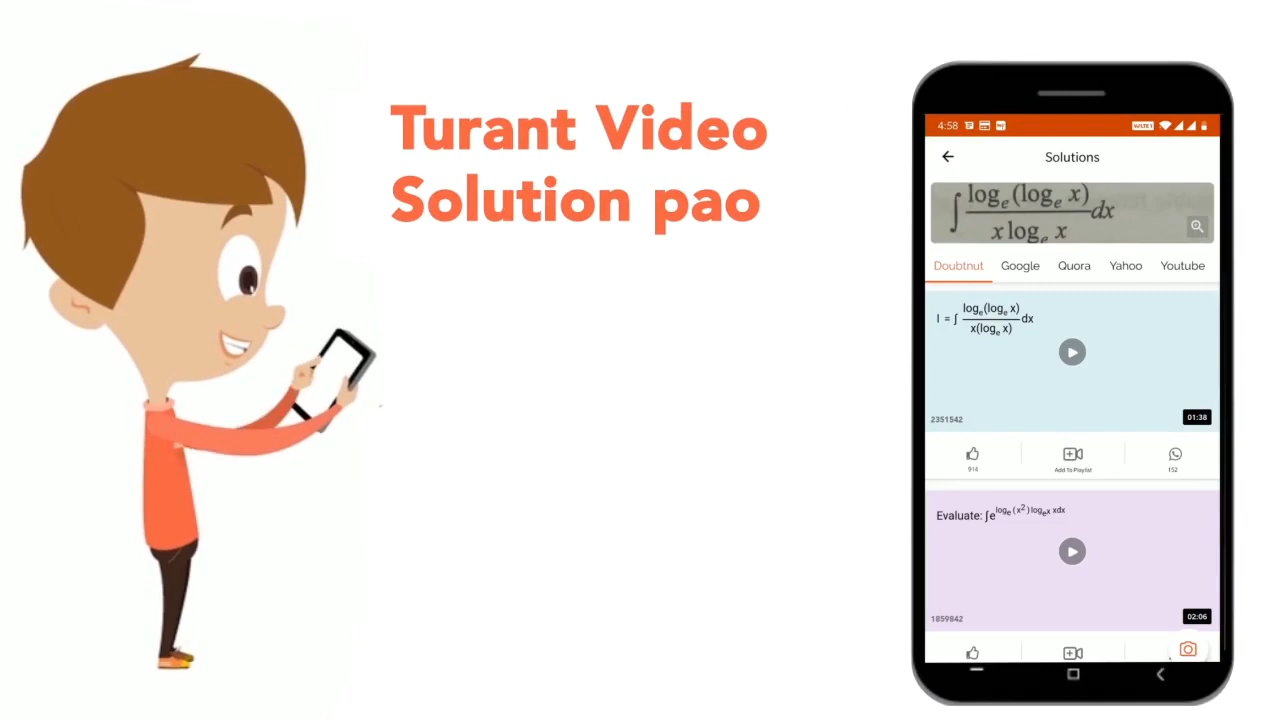 Turant Video
Solution pao
4:58
VoLTE1
Solutions
∫ logₑ(logₑ x) / x logₑ x dx
Doubtnut Google Quora Yahoo Youtube
I = ∫ logₑ(logₑ x) / x(logₑ x) dx
2351542
01:38
914
Add To Playlist
152
Evaluate: ∫e^logₑ(x²)logₑx xdx
1859842
02:06